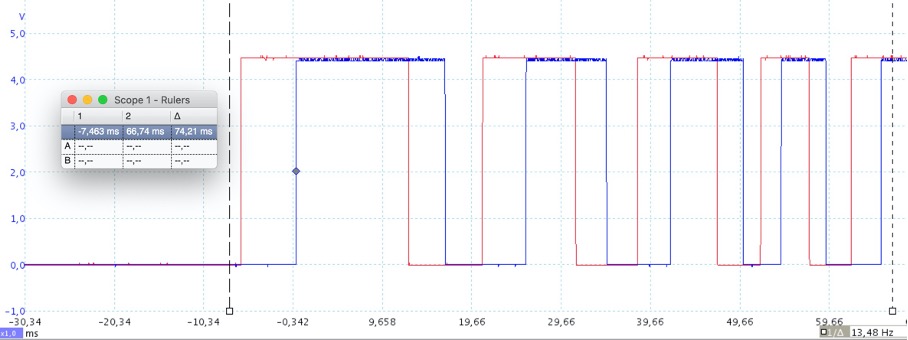 V
5,0
4,0
3,0
2,0
1,0
0,0
-1,0
Scope 1 - Rulers
1 2 Δ
-7,463 ms 66,74 ms 74,21 ms
A --,-- --,-- --,--
B --,-- --,-- --,--
-30,34 -20,34 -10,34 -0,342 9,658 19,66 29,66 39,66 49,66 59,66
x1,0 ms
1/Δ 13,48 Hz